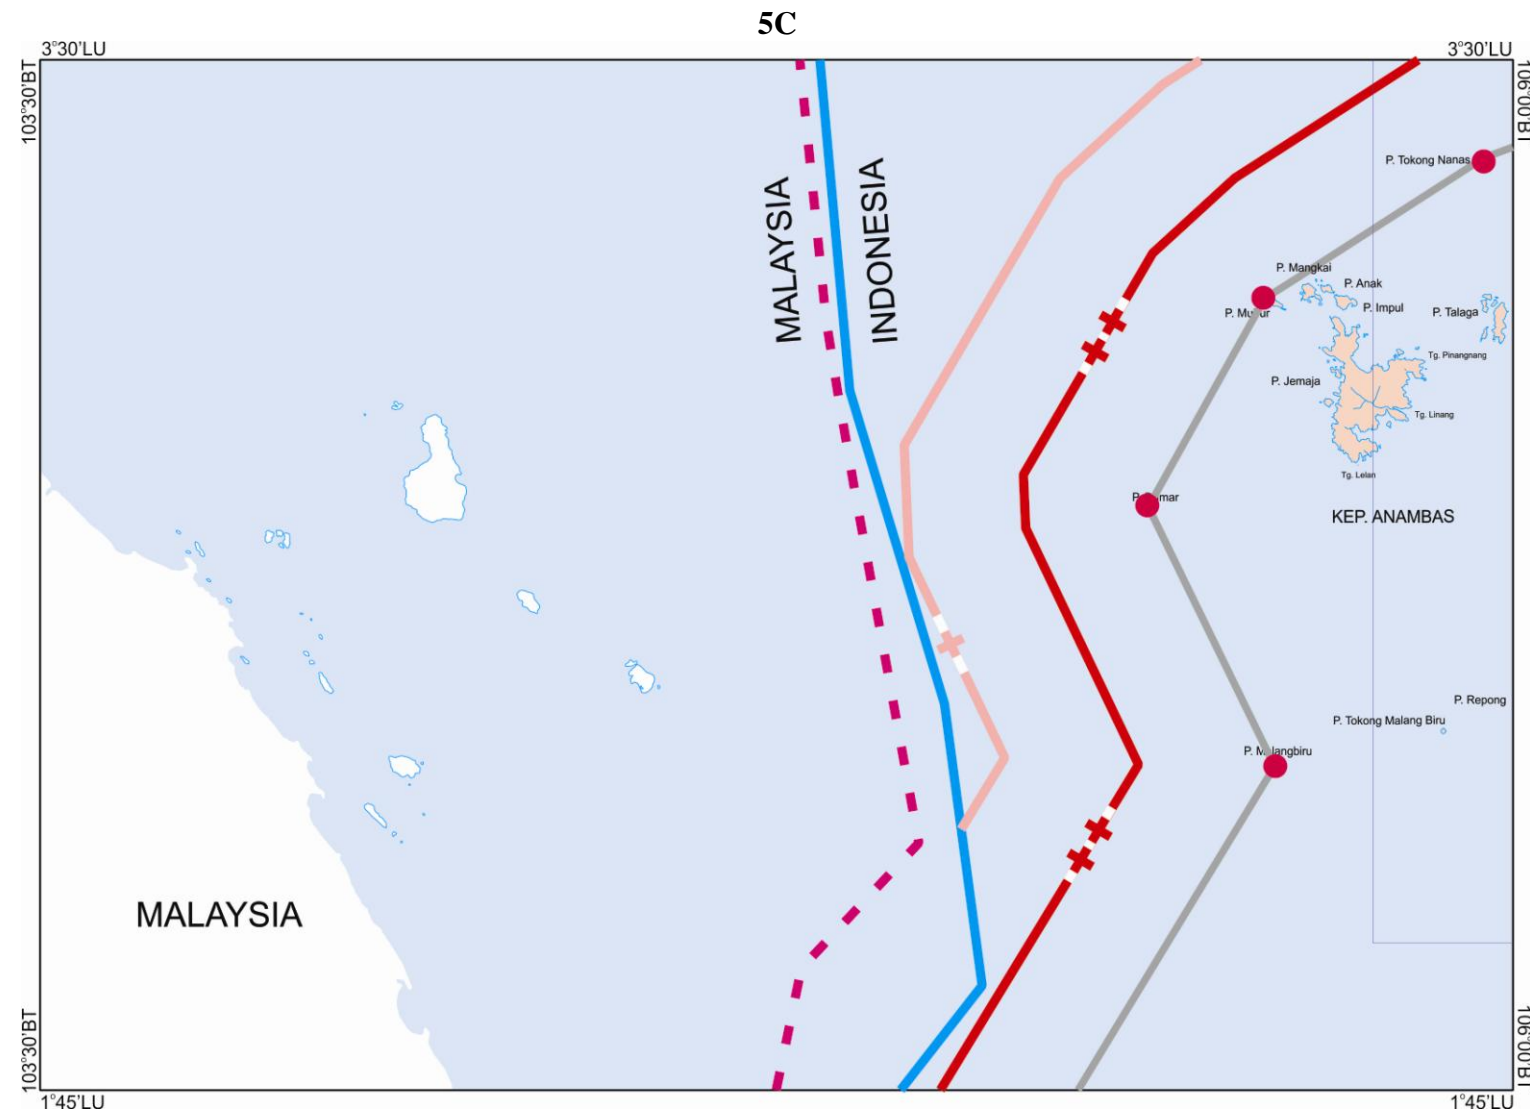 5C
3°30'LU
3°30'LU
103°30'BT
106°00'BT
P. Tokong Nanas
MALAYSIA
INDONESIA
P. Mangkai
P. Anak
P. Impul
P. Talaga
Tg. Pinangnang
P. Jemaja
Tg. Linang
Tg. Lelan
KEP. ANAMBAS
P. Repong
P. Tokong Malang Biru
MALAYSIA
103°30'BT
106°00'BT
1°45'LU
1°45'LU